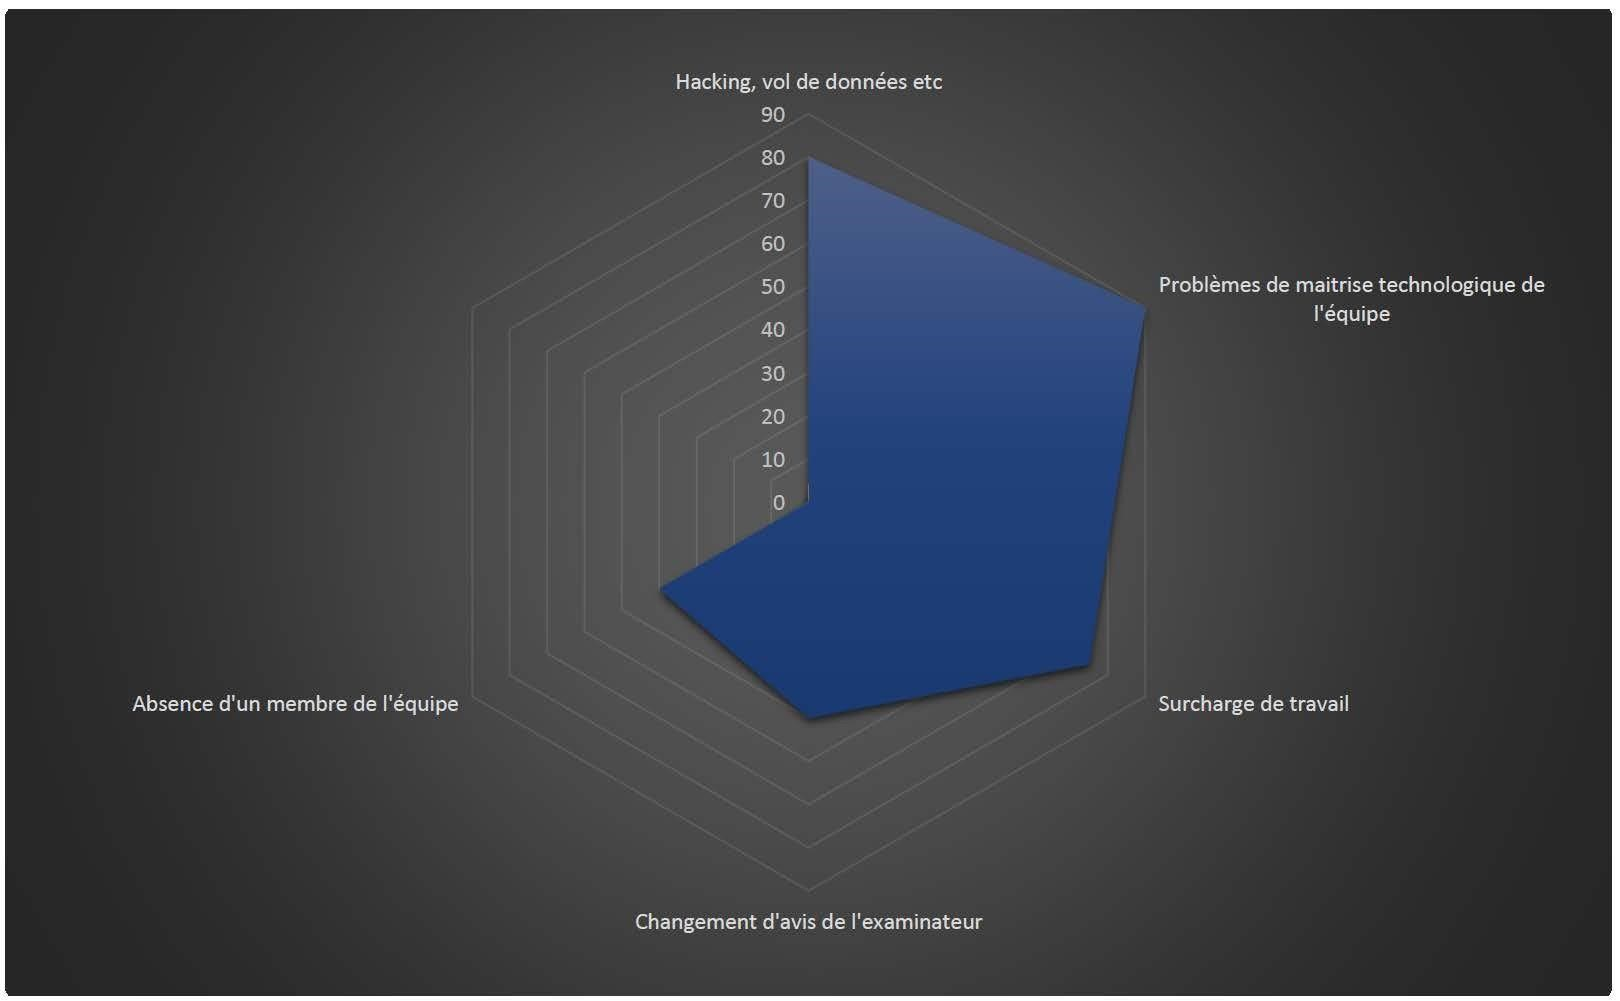 Hacking, vol de données etc
90
80
70
60
50
40
30
20
10
0
Problèmes de maitrise technologique de
l'équipe
Absence d'un membre de l'équipe
Surcharge de travail
Changement d'avis de l'examinateur